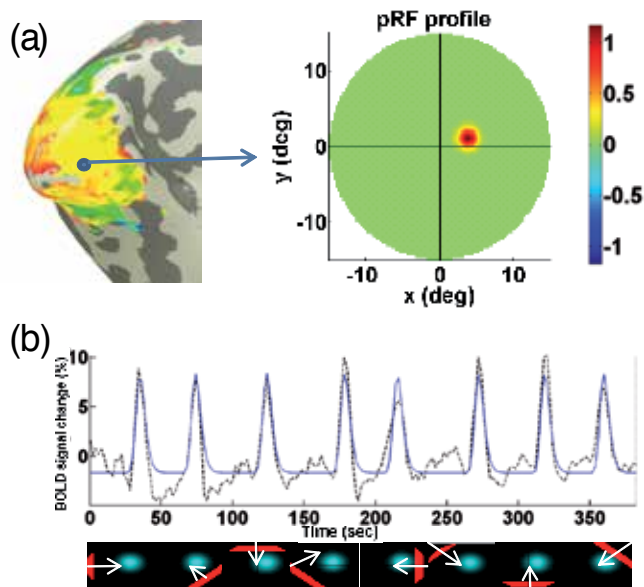 (a)
pRF profile
10
0
-10
y (dcg)
-10 0 10
x (deg)
1
0.5
0
-0.5
-1
(b)
BOLD signal change (%)
10
5
0
0 50 100 150 200 250 300 350
Time (sec)